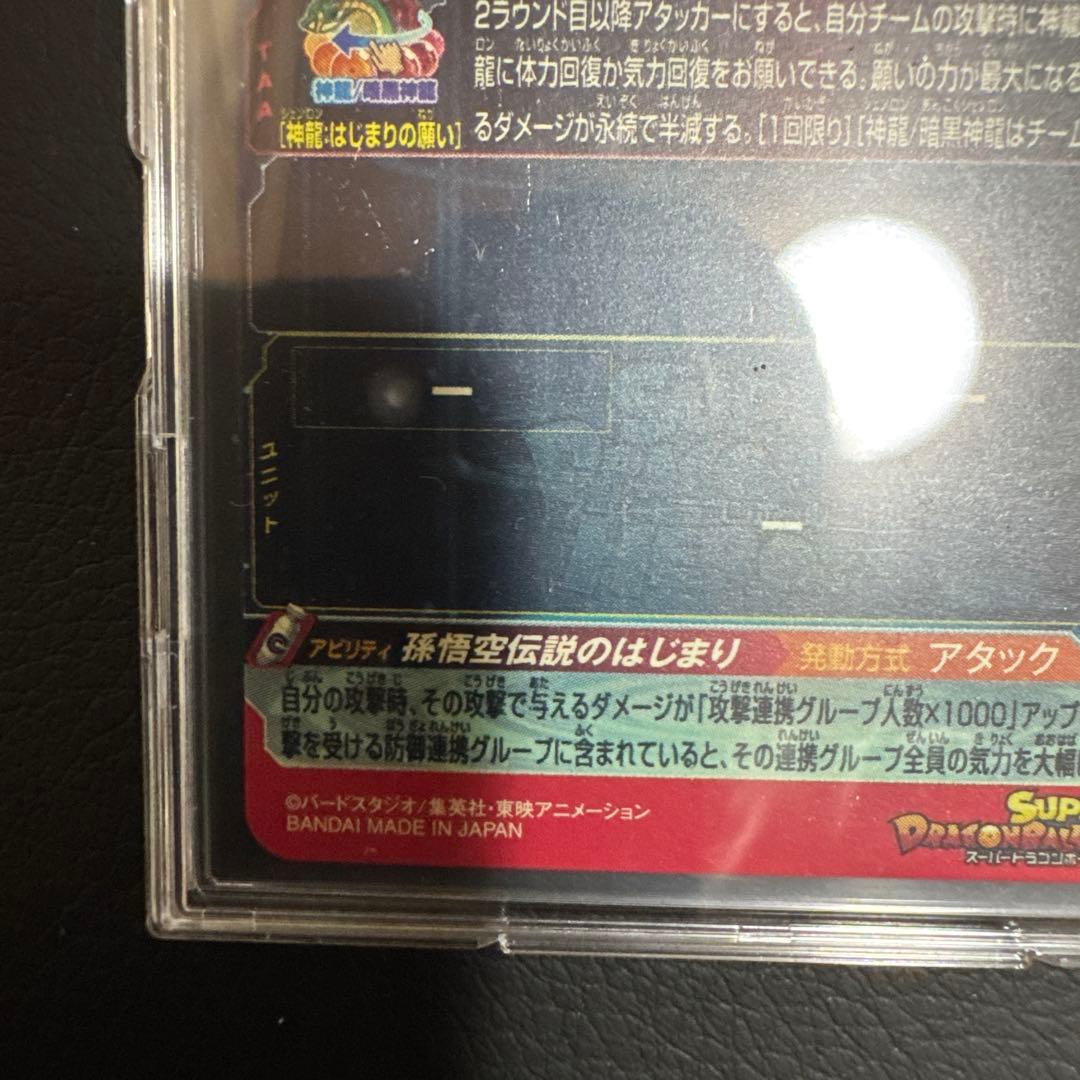 TAA
2ラウンド目以降アタッカーにすると、自分チームの攻撃時に神龍
龍に体力回復か気力回復をお願いできる。願いの力が最大になる
神龍/暗黒神龍
[神龍:はじまりの願い]
るダメージが永続で半減する。[1回限り][神龍/暗黒神龍はチーム
ユニット
アビリティ 孫悟空伝説のはじまり 発動方式 アタック
自分の攻撃時、その攻撃で与えるダメージが「攻撃連携グループ人数×1000」アップ
撃を受ける防御連携グループに含まれていると、その連携グループ全員の気力を大幅
©バードスタジオ/集英社・東映アニメーション
BANDAI MADE IN JAPAN
SUP
DRAGONBAL
スーパードラゴンボ